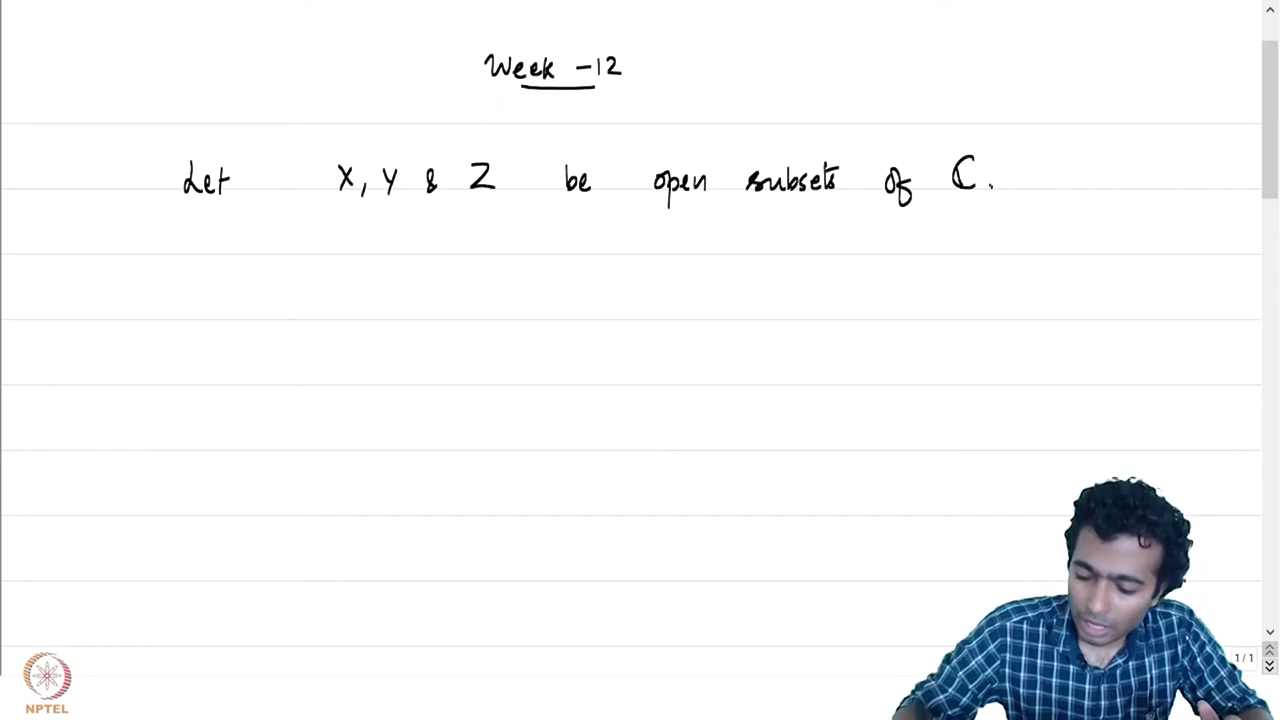 Week -12
Let X, Y & Z be open subsets of ℂ.
1/1
NPTEL